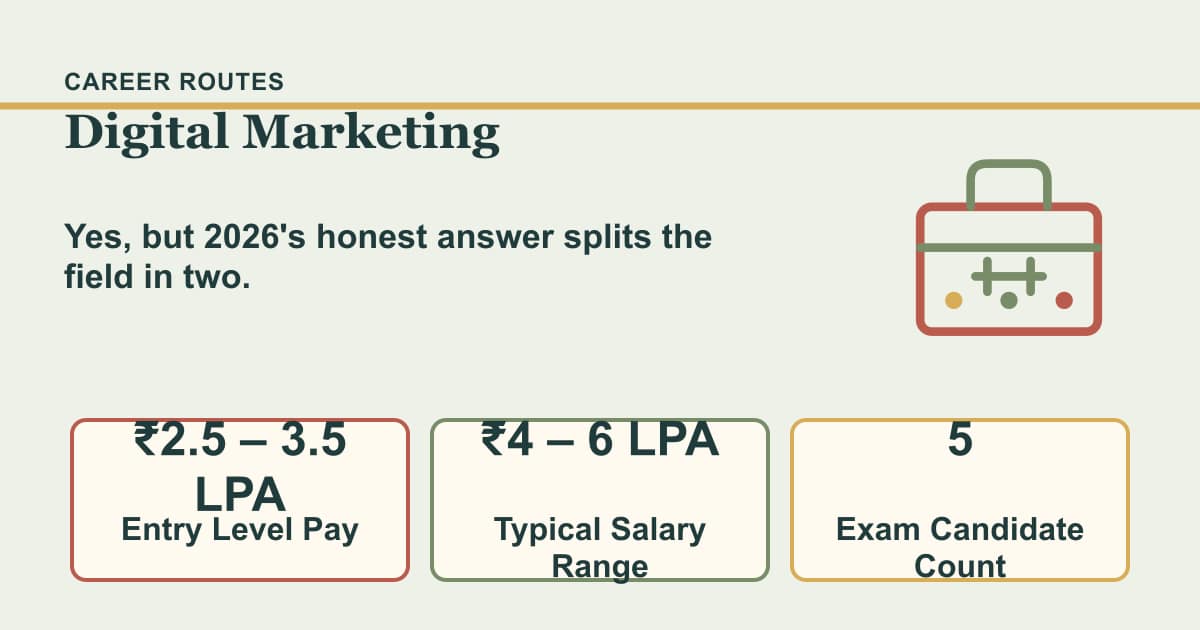 CAREER ROUTES
Digital Marketing
Yes, but 2026's honest answer splits the
field in two.
₹2.5 – 3.5
LPA
Entry Level Pay
₹4 – 6 LPA
Typical Salary
Range
5
Exam Candidate
Count